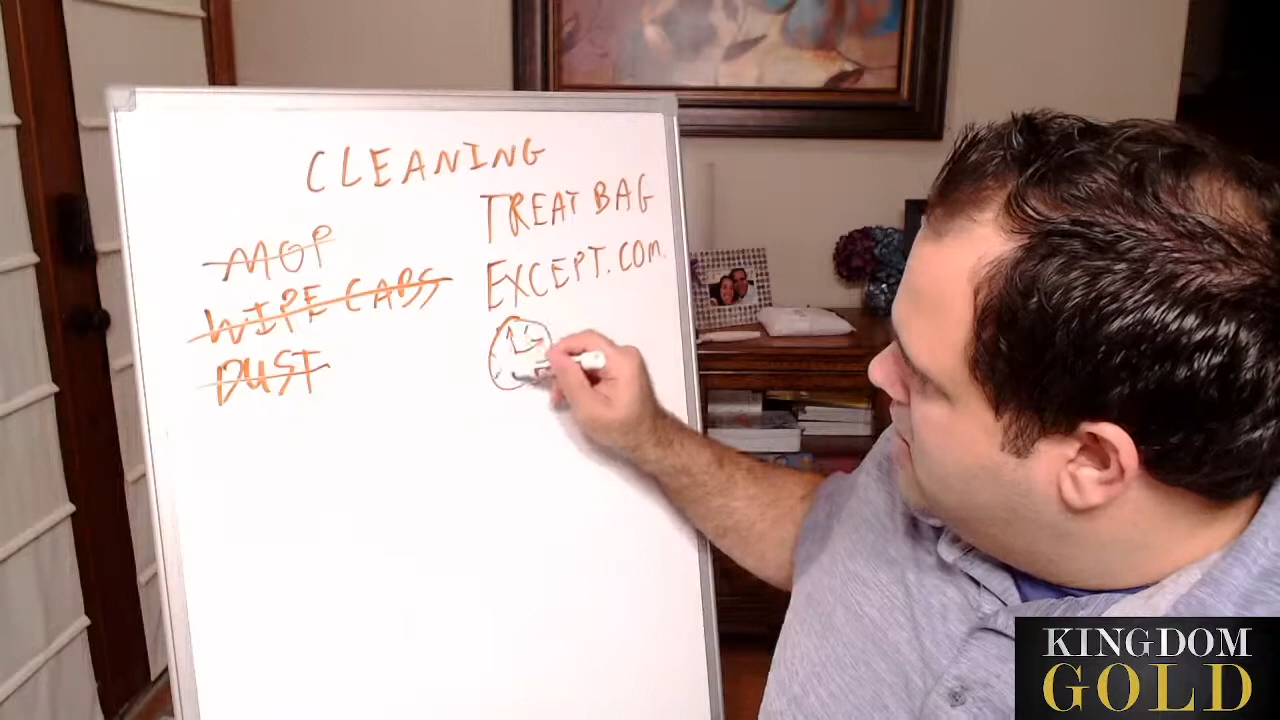 CLEANING
MOP
WIPE CABS
DUST
TREAT BAG
EXCEPT. COM.
KINGDOM
GOLD